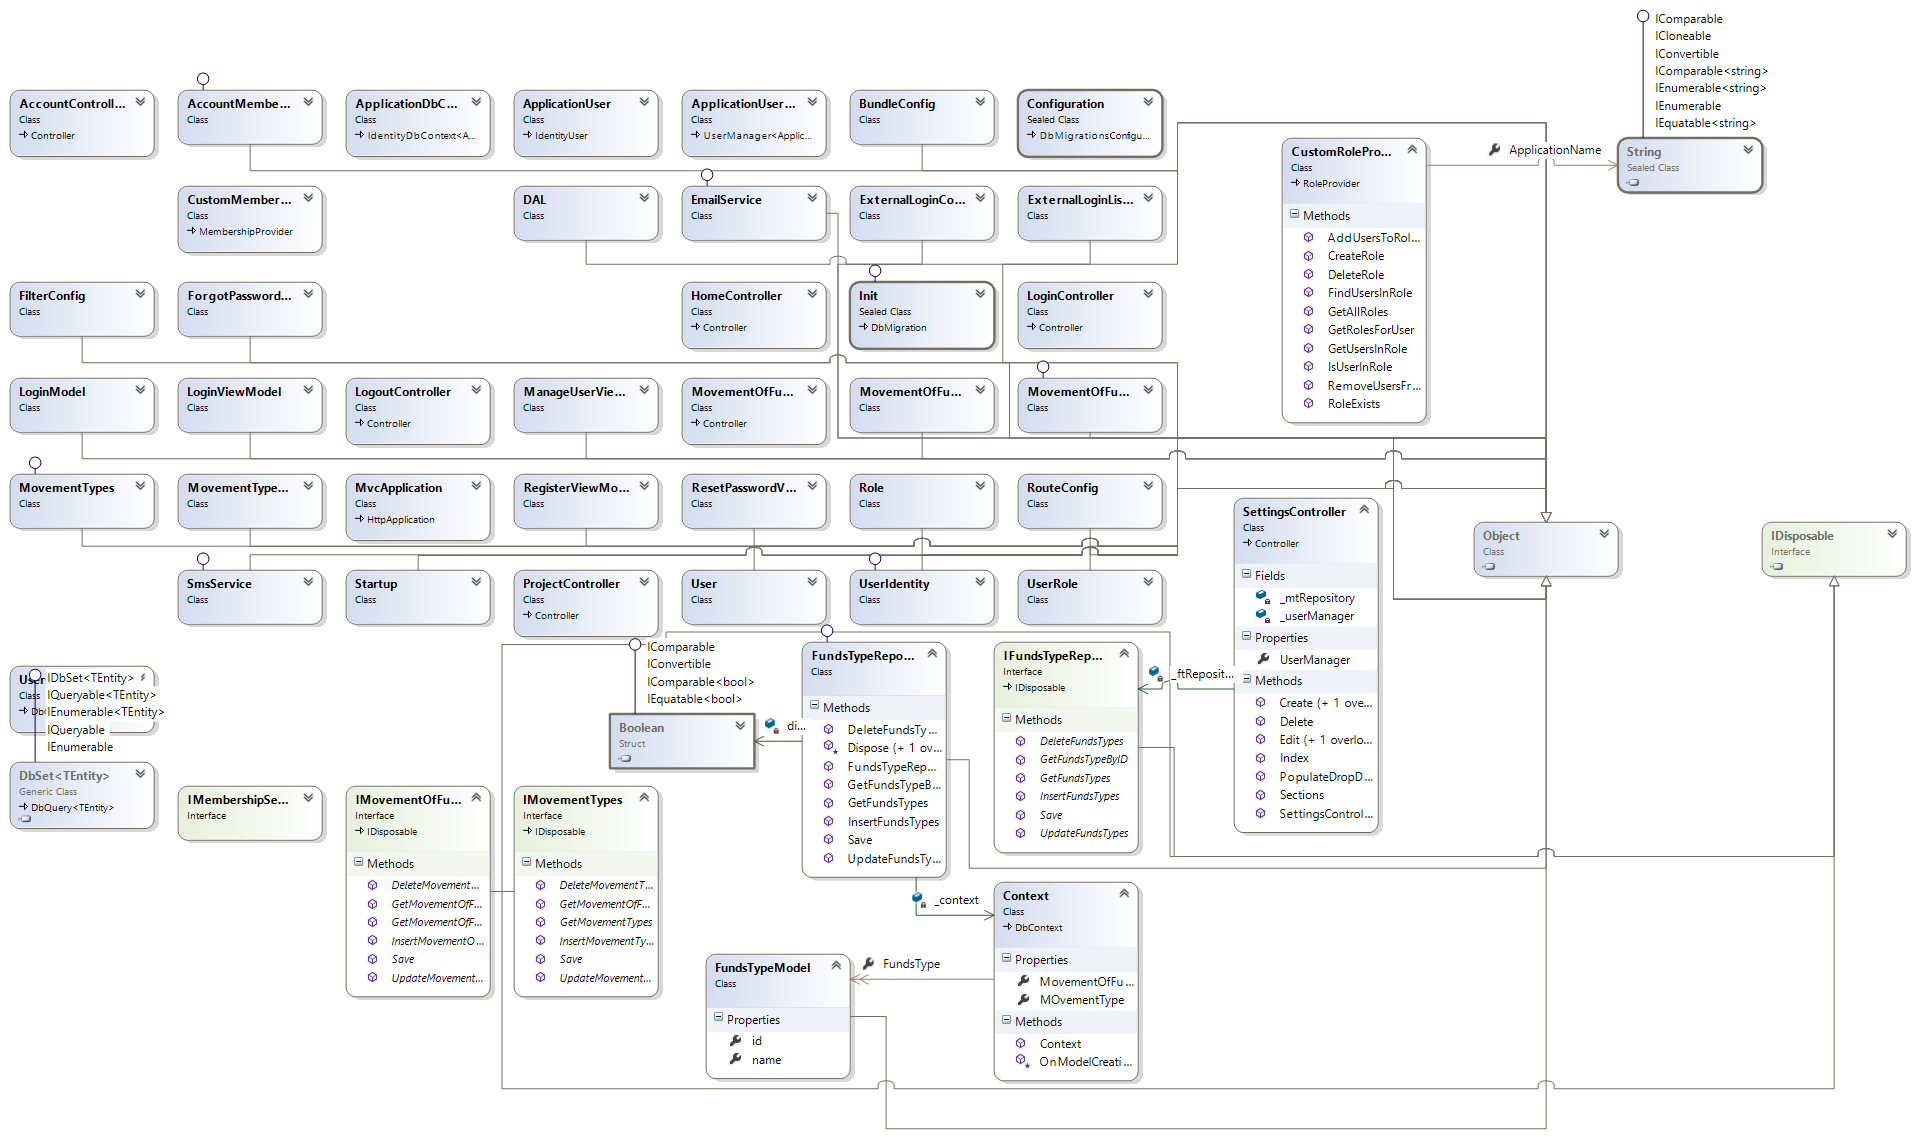 IComparable
ICloneable
IConvertible
IComparable<string>
IEnumerable<string>
IEnumerable
IEquatable<string>
AccountControll...
Class
Controller
AccountMembe...
Class
ApplicationDbC...
Class
IdentityDbContext<A...
ApplicationUser
Class
IdentityUser
ApplicationUser...
Class
UserManager<Applic...
BundleConfig
Class
Configuration
Sealed Class
DbMigrationsConfigu...
CustomRolePro...
Class
RoleProvider
Methods
AddUsersToRol...
CreateRole
DeleteRole
FindUsersInRole
GetAllRoles
GetRolesForUser
GetUsersInRole
IsUserInRole
RemoveUsersFr...
RoleExists
ApplicationName
String
Sealed Class
CustomMember...
Class
MembershipProvider
DAL
Class
EmailService
Class
ExternalLoginCo...
Class
ExternalLoginLis...
Class
FilterConfig
Class
ForgotPassword...
Class
HomeController
Class
Controller
Init
Sealed Class
DbMigration
LoginController
Class
Controller
LoginModel
Class
LoginViewModel
Class
LogoutController
Class
Controller
ManageUserVie...
Class
MovementOfFu...
Class
Controller
MovementOfFu...
Class
MovementOfFu...
Class
MovementTypes
Class
MovementType...
Class
MvcApplication
Class
HttpApplication
RegisterViewMo...
Class
ResetPasswordV...
Class
Role
Class
RouteConfig
Class
SettingsController
Class
Controller
Fields
_mtRepository
_userManager
Properties
UserManager
Methods
Create (+ 1 ove...
Delete
Edit (+ 1 overlo...
Index
PopulateDropD...
Sections
SettingsControl...
Object
Class
IDisposable
Interface
SmsService
Class
Startup
Class
ProjectController
Class
Controller
User
Class
UserIdentity
Class
UserRole
Class
IComparable
IConvertible
IComparable<bool>
IEquatable<bool>
Boolean
Struct
di...
FundsTypeRepo...
Class
Methods
DeleteFundsTy...
Dispose (+ 1 ov...
FundsTypeRep...
GetFundsTypeB...
GetFundsTypes
InsertFundsTypes
Save
UpdateFundsTy...
IFundsTypeRep...
Interface
IDisposable
Methods
DeleteFundsTypes
GetFundsTypeByID
GetFundsTypes
InsertFundsTypes
Save
UpdateFundsTypes
_ftReposit...
User
Class
IDbSet<TEntity>
IQueryable<TEntity>
IEnumerable<TEntity>
IQueryable
IEnumerable
DbSet<TEntity>
Generic Class
DbQuery<TEntity>
IMembershipSe...
Interface
IMovementOfFu...
Interface
IDisposable
Methods
DeleteMovement...
GetMovementOfF...
GetMovementOfF...
InsertMovementO...
Save
UpdateMovement...
IMovementTypes
Interface
IDisposable
Methods
DeleteMovementT...
GetMovementOfF...
GetMovementTypes
InsertMovementTy...
Save
UpdateMovement...
_context
Context
Class
DbContext
Properties
MovementOfFu...
MOvementType
Methods
Context
OnModelCreati...
FundsType
FundsTypeModel
Class
Properties
id
name